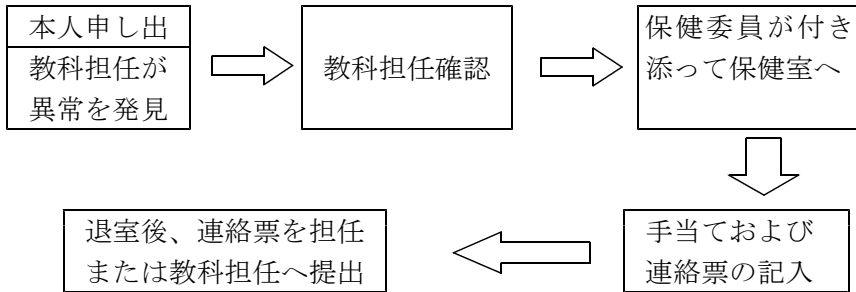 本人申し出
教科担任が
異常を発見
教科担任確認
保健委員が付き
添って保健室へ
手当ておよび
連絡票の記入
退室後、連絡票を担任
または教科担任へ提出